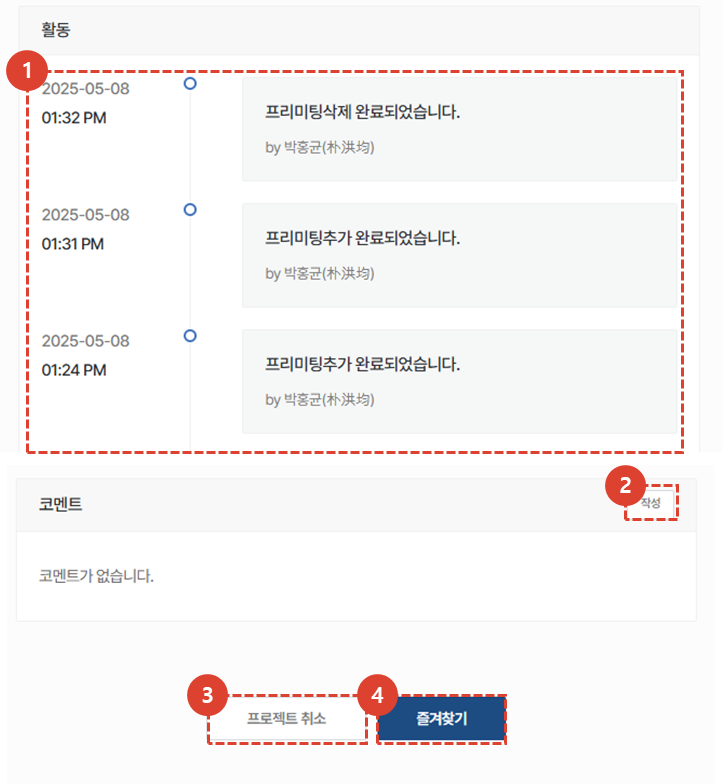 활동
1
2025-05-08
01:32 PM
프리미팅삭제 완료되었습니다.
by 박홍균(朴洪均)
2025-05-08
01:31 PM
프리미팅추가 완료되었습니다.
by 박홍균(朴洪均)
2025-05-08
01:24 PM
프리미팅추가 완료되었습니다.
by 박홍균(朴洪均)
코멘트
2
작성
코멘트가 없습니다.
3
프로젝트 취소
4
즐겨찾기